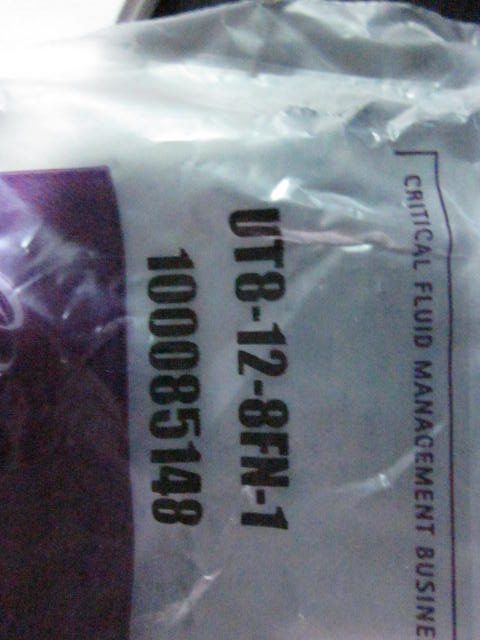 CRITICAL FLUID MANAGEMENT BUSINE
UT8-12-8FN-1
100085148